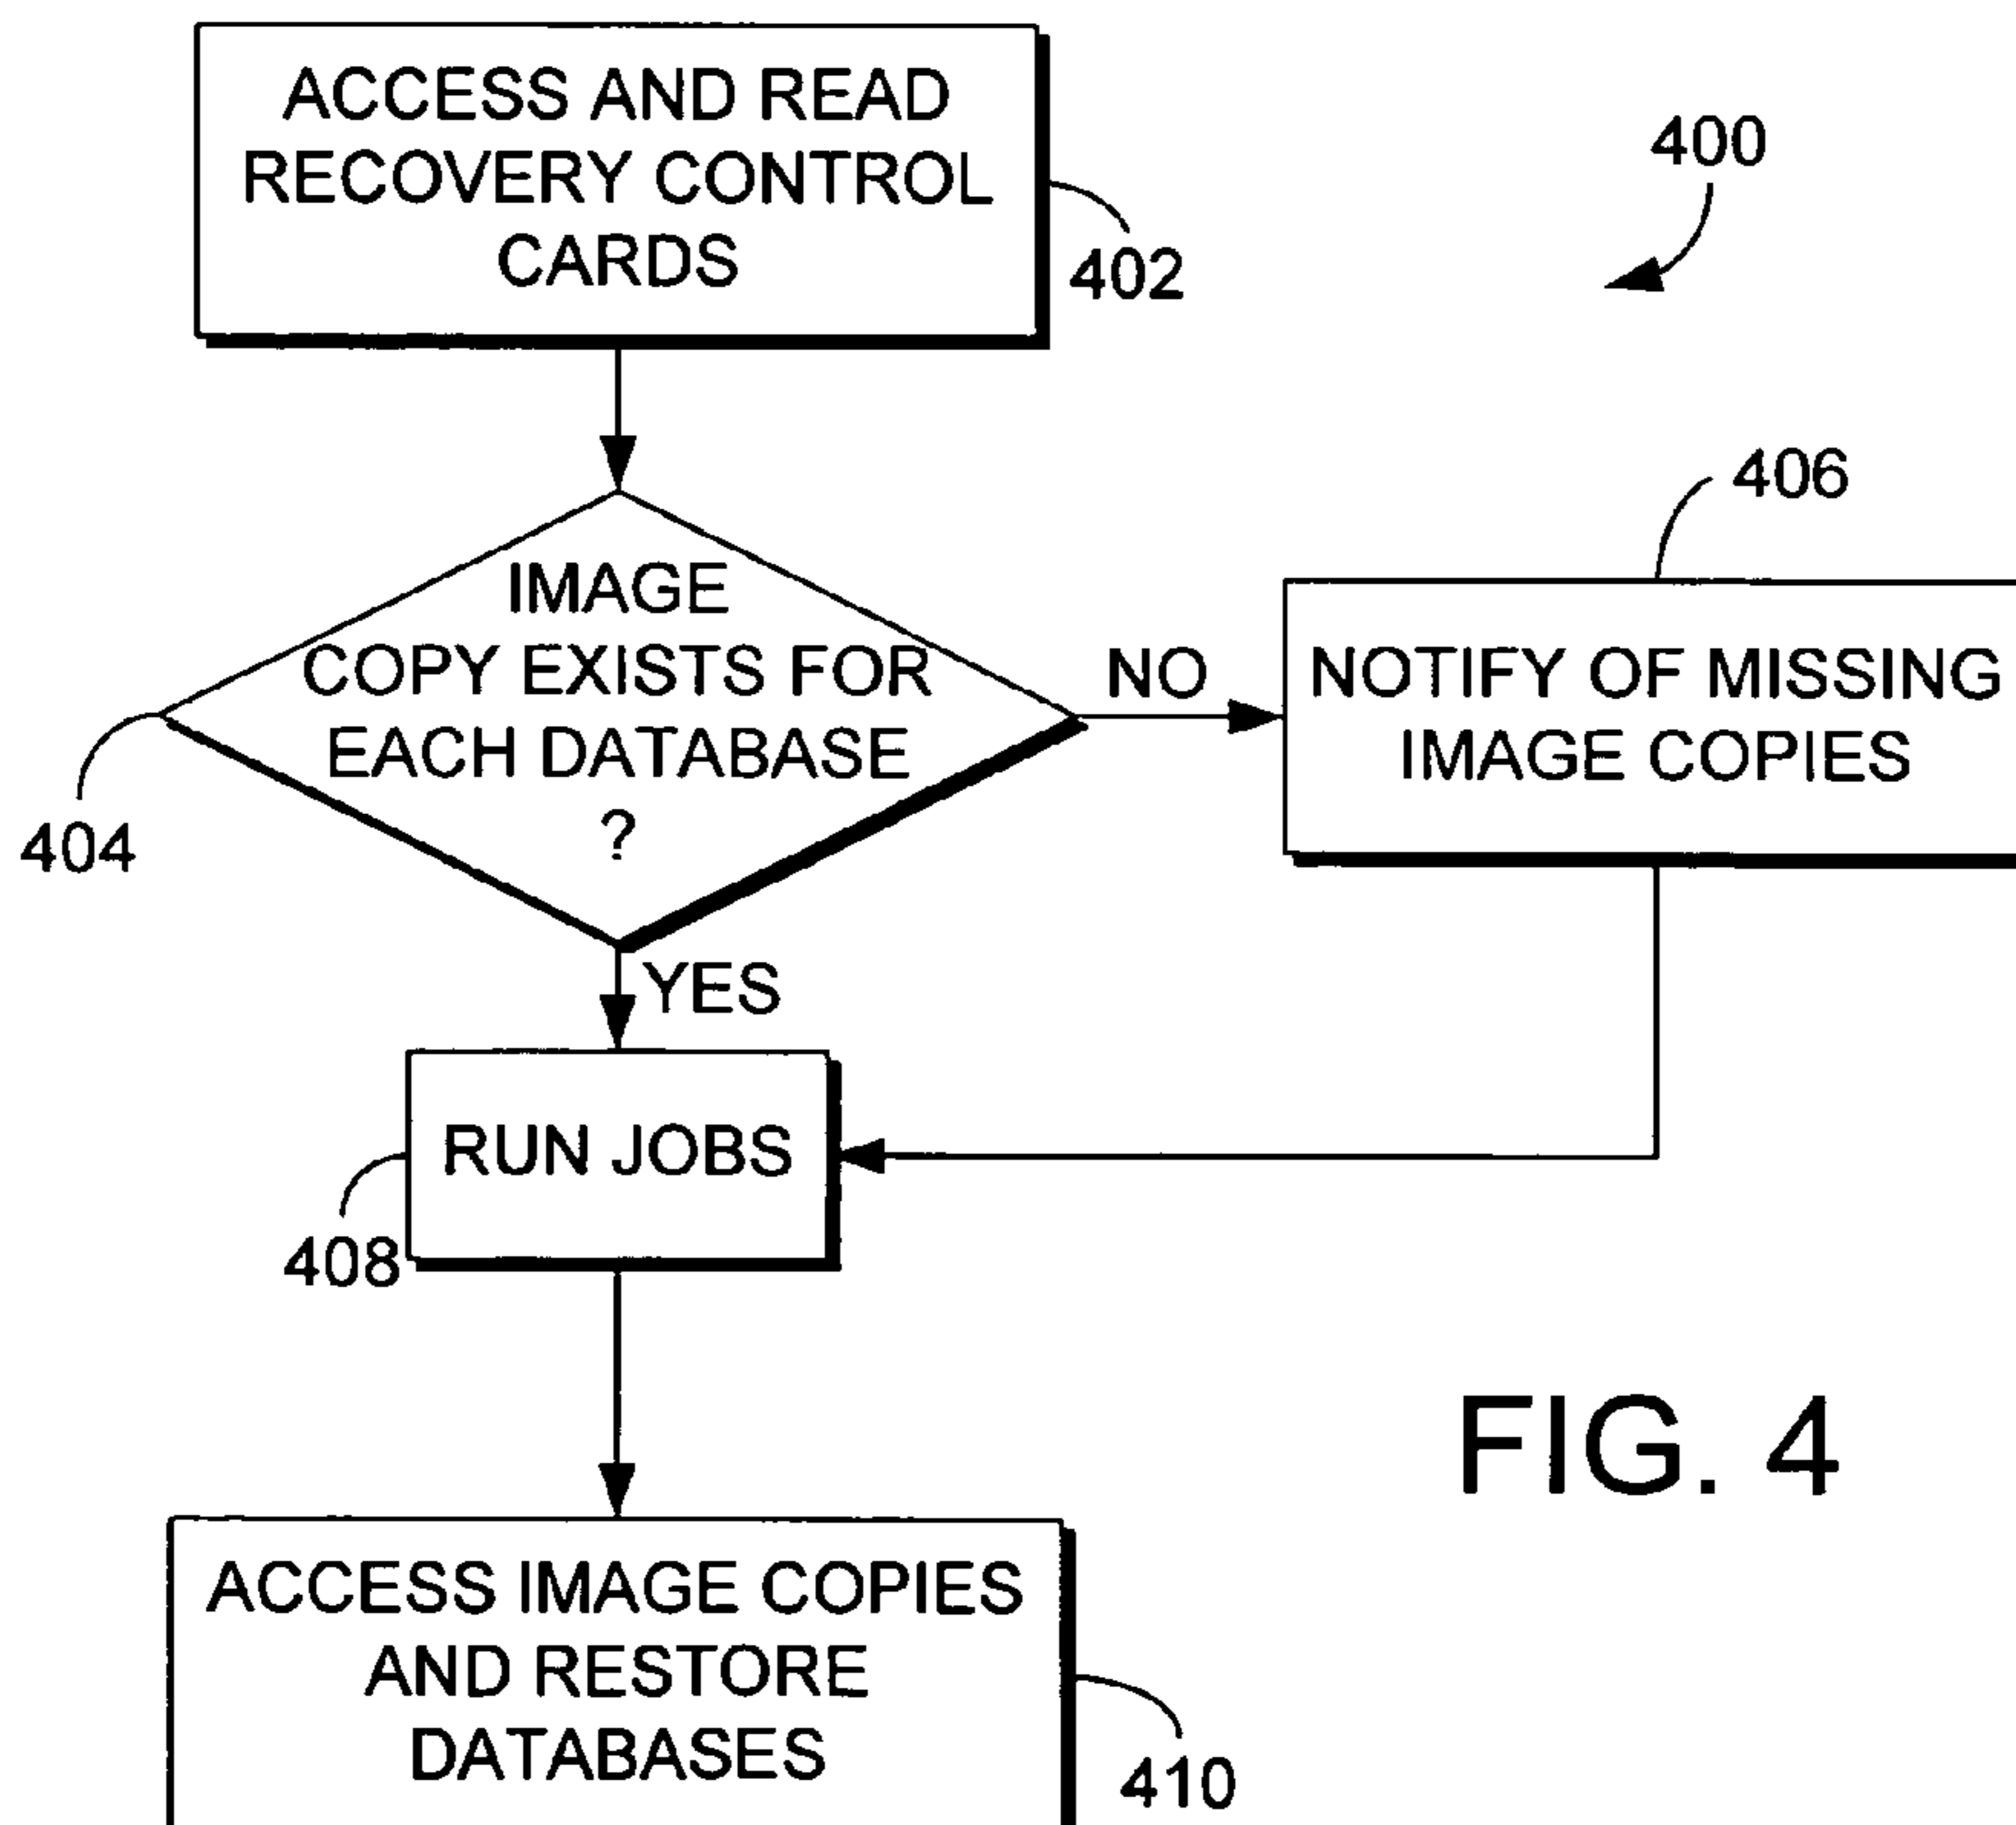 ACCESS AND READ
RECOVERY CONTROL
CARDS
402
400
IMAGE
COPY EXISTS FOR
EACH DATABASE
?
404
NO
406
NOTIFY OF MISSING
IMAGE COPIES
YES
RUN JOBS
408
FIG. 4
ACCESS IMAGE COPIES
AND RESTORE
DATABASES
410